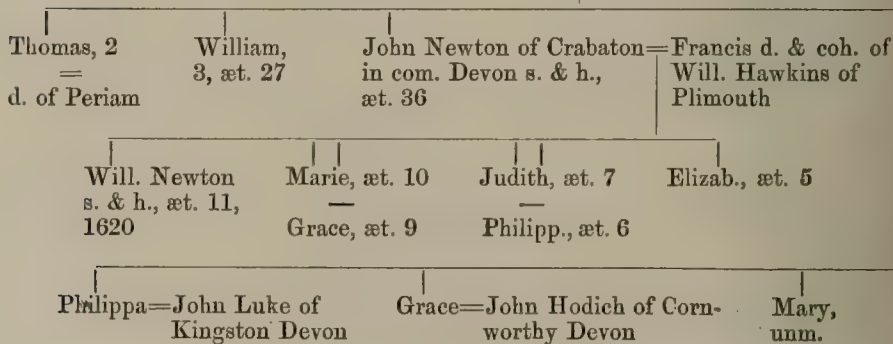 Thomas, 2
=
d. of Periam
William,
3, æt. 27
John Newton of Crabaton=Francis d. & coh. of
in com. Devon s. & h., Will. Hawkins of
æt. 36 Plimouth
Will. Newton
s. & h., æt. 11,
1620
Marie, æt. 10
—
Grace, æt. 9
Judith, æt. 7
—
Philipp., æt. 6
Elizab., æt. 5
Philippa=John Luke of
Kingston Devon
Grace=John Hodich of Corn-
worthy Devon
Mary,
unm.